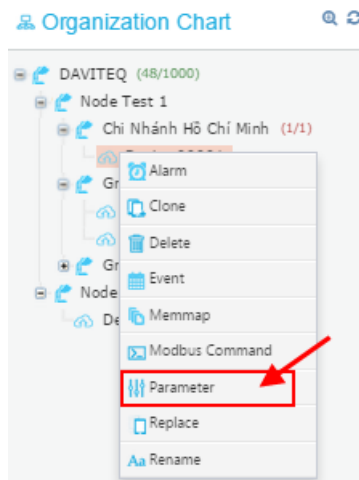 Organization Chart
DAVITEQ (48/1000)
Node Test 1
Chi Nhánh Hồ Chí Minh (1/1)
Gr
Gr
Node
De
Alarm
Clone
Delete
Event
Memmap
Modbus Command
Parameter
Replace
Aa Rename